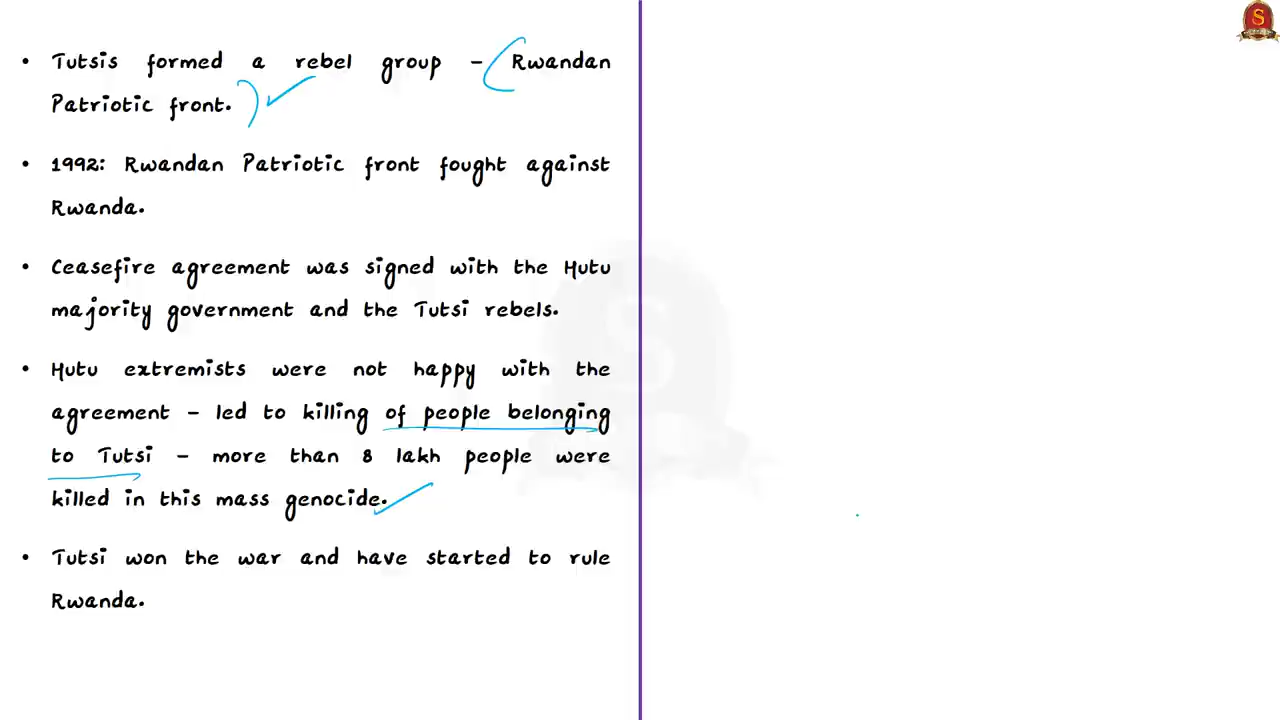 • Tutsis formed a rebel group – Rwandan
Patriotic front.
• 1992: Rwandan Patriotic front fought against
Rwanda.
• Ceasefire agreement was signed with the Hutu
majority government and the Tutsi rebels.
• Hutu extremists were not happy with the
agreement – led to killing of people belonging
to Tutsi – more than 8 lakh people were
killed in this mass genocide.
• Tutsi won the war and have started to rule
Rwanda.
S